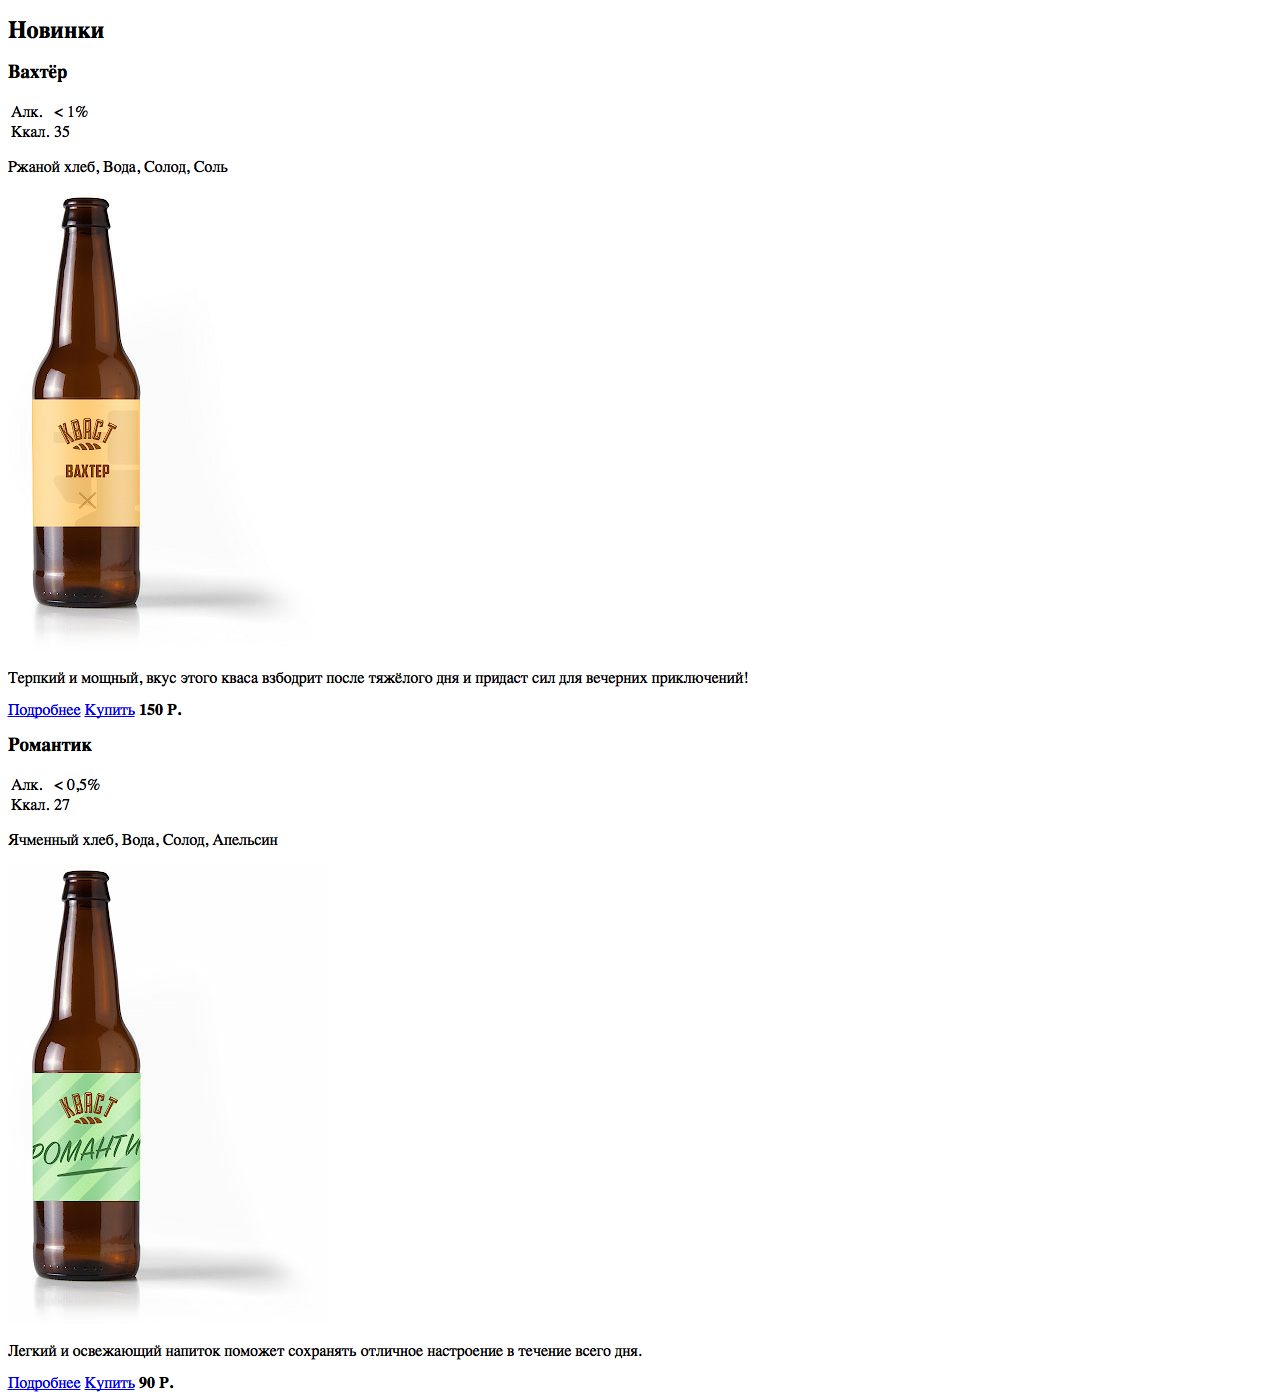 Новинки
Вахтёр
Алк. < 1%
Ккал. 35
Ржаной хлеб, Вода, Солод, Соль
КВАСТ
ВАХТЕР
Терпкий и мощный, вкус этого кваса взбодрит после тяжёлого дня и придаст сил для вечерних приключений!
Подробнее Купить 150 Р.
Романтик
Алк. < 0,5%
Ккал. 27
Ячменный хлеб, Вода, Солод, Апельсин
КВАСТ
РОМАНТИ
Легкий и освежающий напиток поможет сохранять отличное настроение в течение всего дня.
Подробнее Купить 90 Р.